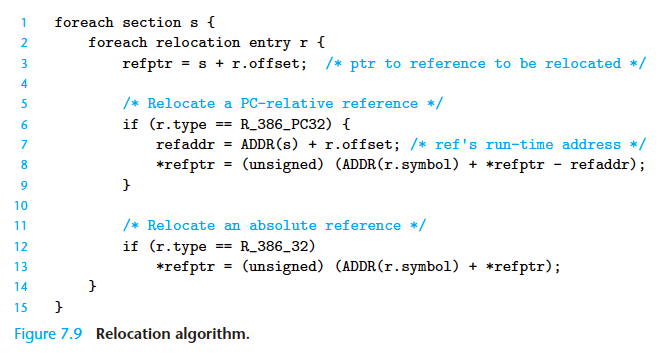 1 foreach section s {
2 foreach relocation entry r {
3 refptr = s + r.offset; /* ptr to reference to be relocated */
4
5 /* Relocate a PC-relative reference */
6 if (r.type == R_386_PC32) {
7 refaddr = ADDR(s) + r.offset; /* ref's run-time address */
8 *refptr = (unsigned) (ADDR(r.symbol) + *refptr - refaddr);
9 }
10
11 /* Relocate an absolute reference */
12 if (r.type == R_386_32)
13 *refptr = (unsigned) (ADDR(r.symbol) + *refptr);
14 }
15 }
Figure 7.9 Relocation algorithm.